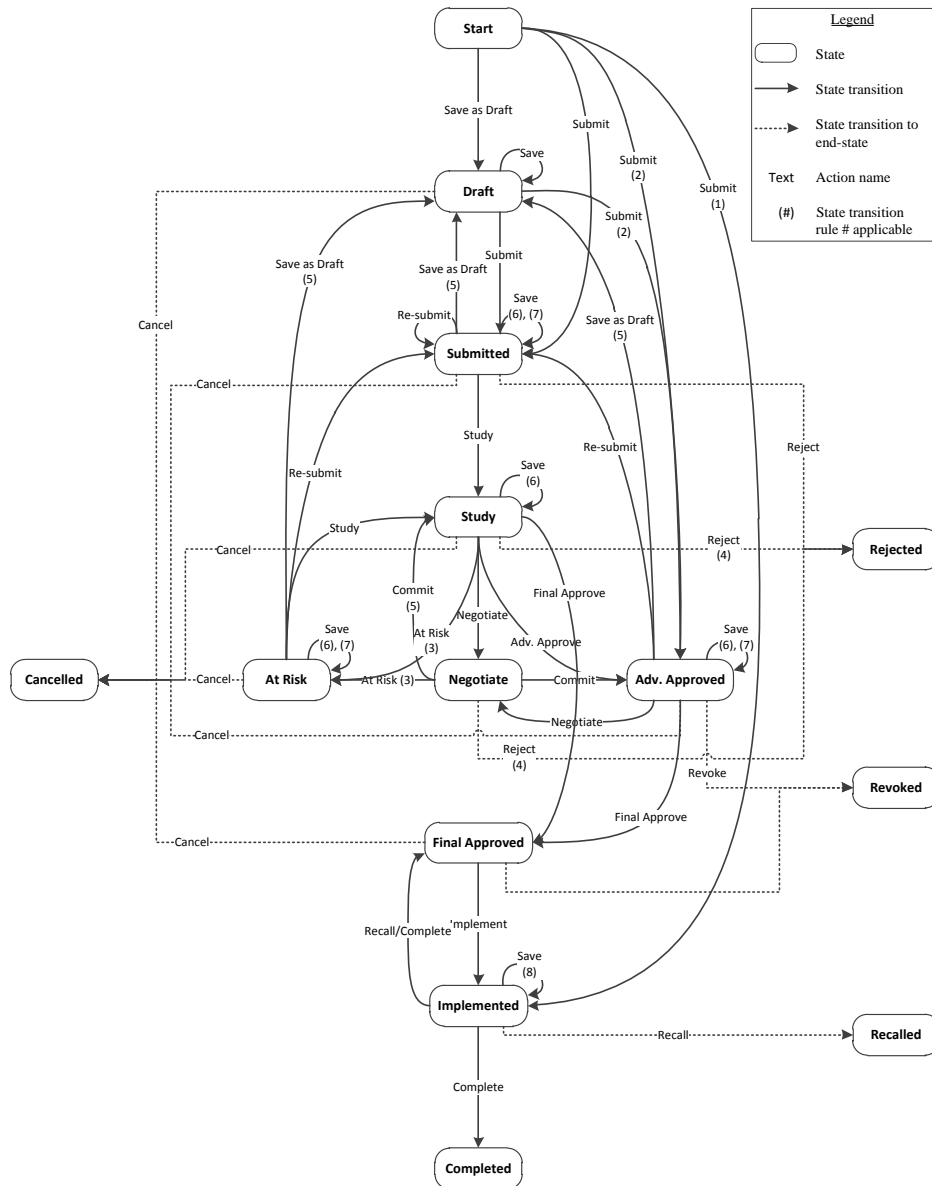 Start
Legend
State
State transition
State transition to
end-state
Text
Action name
(#)
State transition
rule # applicable
Save as Draft
Submit
Submit
(2)
Submit
(1)
Save
Draft
Submit
(2)
Save as Draft
(5)
Save as Draft
(5)
Submit
Save
(6), (7)
Re-submit
Save as Draft
(5)
Cancel
Submitted
Cancel
Study
Re-submit
Reject
Re-submit
Save
(6)
Study
Study
Cancel
Reject
(4)
Rejected
Commit
(5)
Final Approve
Negotiate
At Risk
(3)
Adv. Approve
Save
(6), (7)
Save
(6), (7)
Cancelled
Cancel
At Risk
At Risk (3)
Negotiate
Commit
Adv. Approved
Negotiate
Cancel
Reject
(4)
Revoke
Revoked
Final Approve
Cancel
Final Approved
Recall/Complete
Implement
Save
(8)
Implemented
Recall
Recalled
Complete
Completed